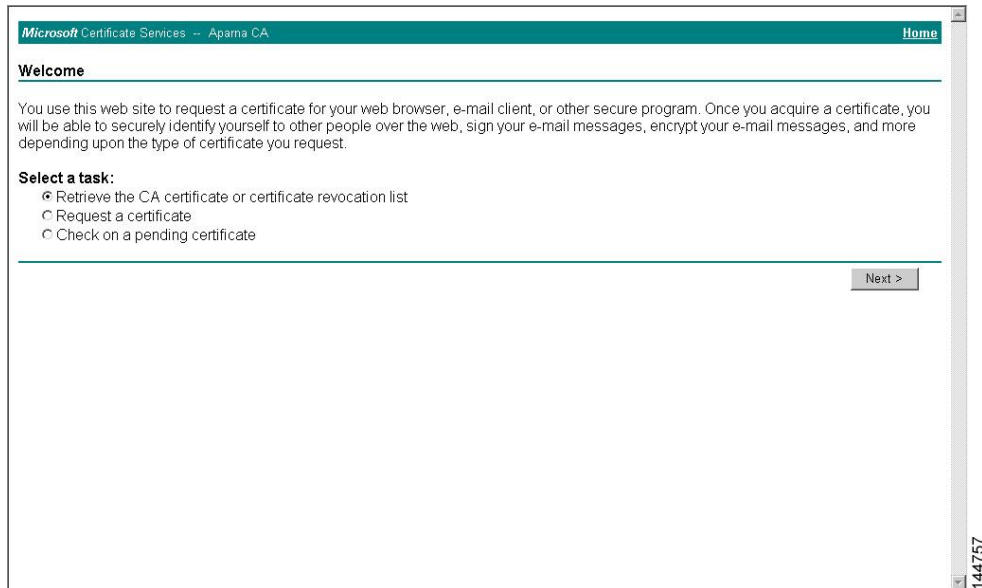 Microsoft Certificate Services -- Aparna CA Home
Welcome
You use this web site to request a certificate for your web browser, e-mail client, or other secure program. Once you acquire a certificate, you
will be able to securely identify yourself to other people over the web, sign your e-mail messages, encrypt your e-mail messages, and more
depending upon the type of certificate you request.
Select a task:
Retrieve the CA certificate or certificate revocation list
Request a certificate
Check on a pending certificate
Next >
144757